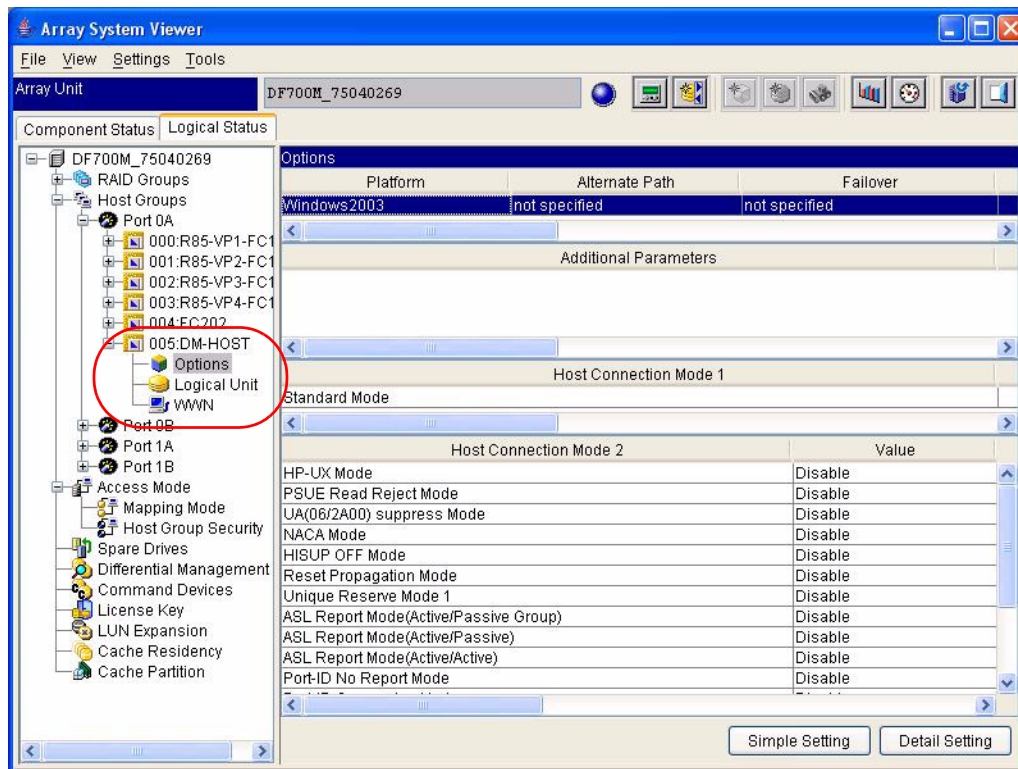 Array System Viewer
File View Settings Tools
Array Unit
DF700M_75040269
Component Status
Logical Status
DF700M_75040269
RAID Groups
Host Groups
Port 0A
000:R85-VP1-FC1
001:R85-VP2-FC1
002:R85-VP3-FC1
003:R85-VP4-FC1
004:FC202
005:DM-HOST
Options
Logical Unit
WWN
Port 0B
Port 1A
Port 1B
Access Mode
Mapping Mode
Host Group Security
Spare Drives
Differential Management
Command Devices
License Key
LUN Expansion
Cache Residency
Cache Partition
Options
Platform Alternate Path Failover
Windows2003 not specified not specified
Additional Parameters
Host Connection Mode 1
Standard Mode
Host Connection Mode 2 Value
HP-UX Mode Disable
PSUE Read Reject Mode Disable
UA(06/2A00) suppress Mode Disable
NACA Mode Disable
HISUP OFF Mode Disable
Reset Propagation Mode Disable
Unique Reserve Mode 1 Disable
ASL Report Mode(Active/Passive Group) Disable
ASL Report Mode(Active/Passive) Disable
ASL Report Mode(Active/Active) Disable
Port-ID No Report Mode Disable
Simple Setting Detail Setting